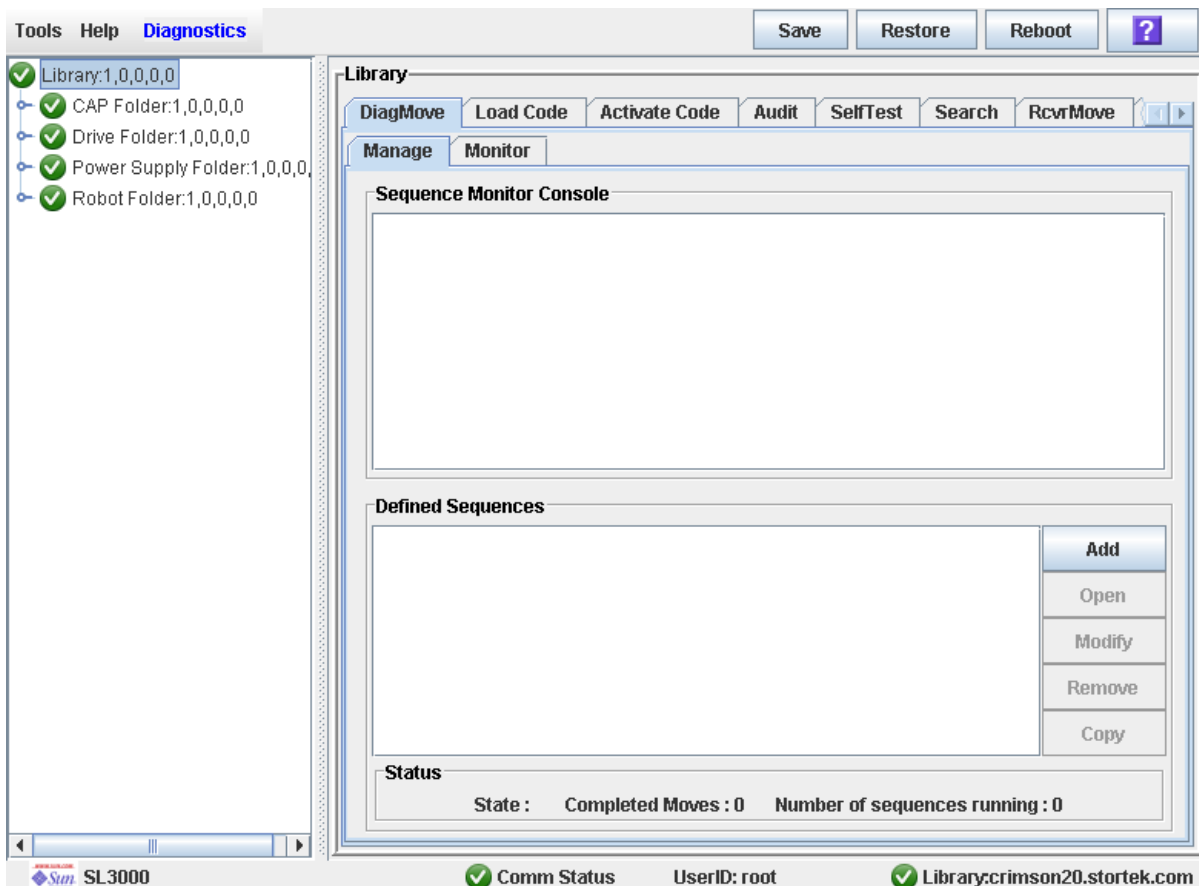 Tools Help Diagnostics
Save Restore Reboot ?
Library:1,0,0,0,0
CAP Folder:1,0,0,0,0
Drive Folder:1,0,0,0,0
Power Supply Folder:1,0,0,0,
Robot Folder:1,0,0,0,0
Library
DiagMove Load Code Activate Code Audit SelfTest Search RcvrMove
Manage Monitor
Sequence Monitor Console
Defined Sequences
Add
Open
Modify
Remove
Copy
Status
State : Completed Moves : 0 Number of sequences running : 0
Sun SL3000 Comm Status UserID: root Library:crimson20.stortek.com